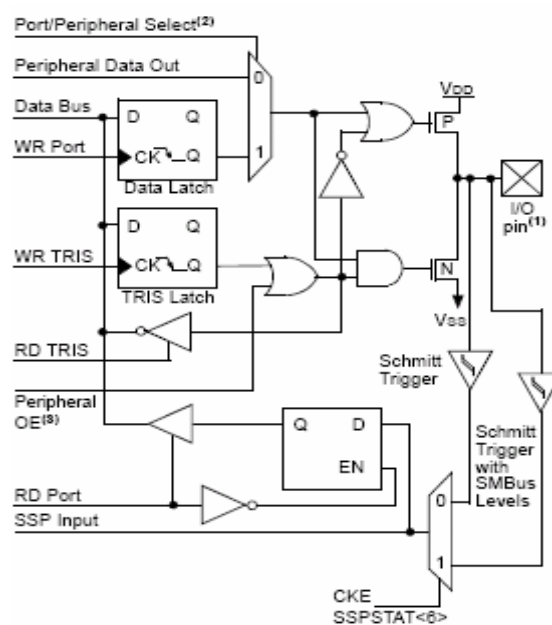 Port/Peripheral Select(2)
Peripheral Data Out
0
VDD
Data Bus
D
Q
P
WR Port
CK
Q
1
Data Latch
D
Q
I/O
pin(1)
WR TRIS
CK
Q
N
TRIS Latch
VSS
RD TRIS
Schmitt
Trigger
Peripheral
OE(3)
Q
D
EN
Schmitt
Trigger
with
SMBus
Levels
RD Port
0
SSP Input
1
CKE
SSPSTAT<6>